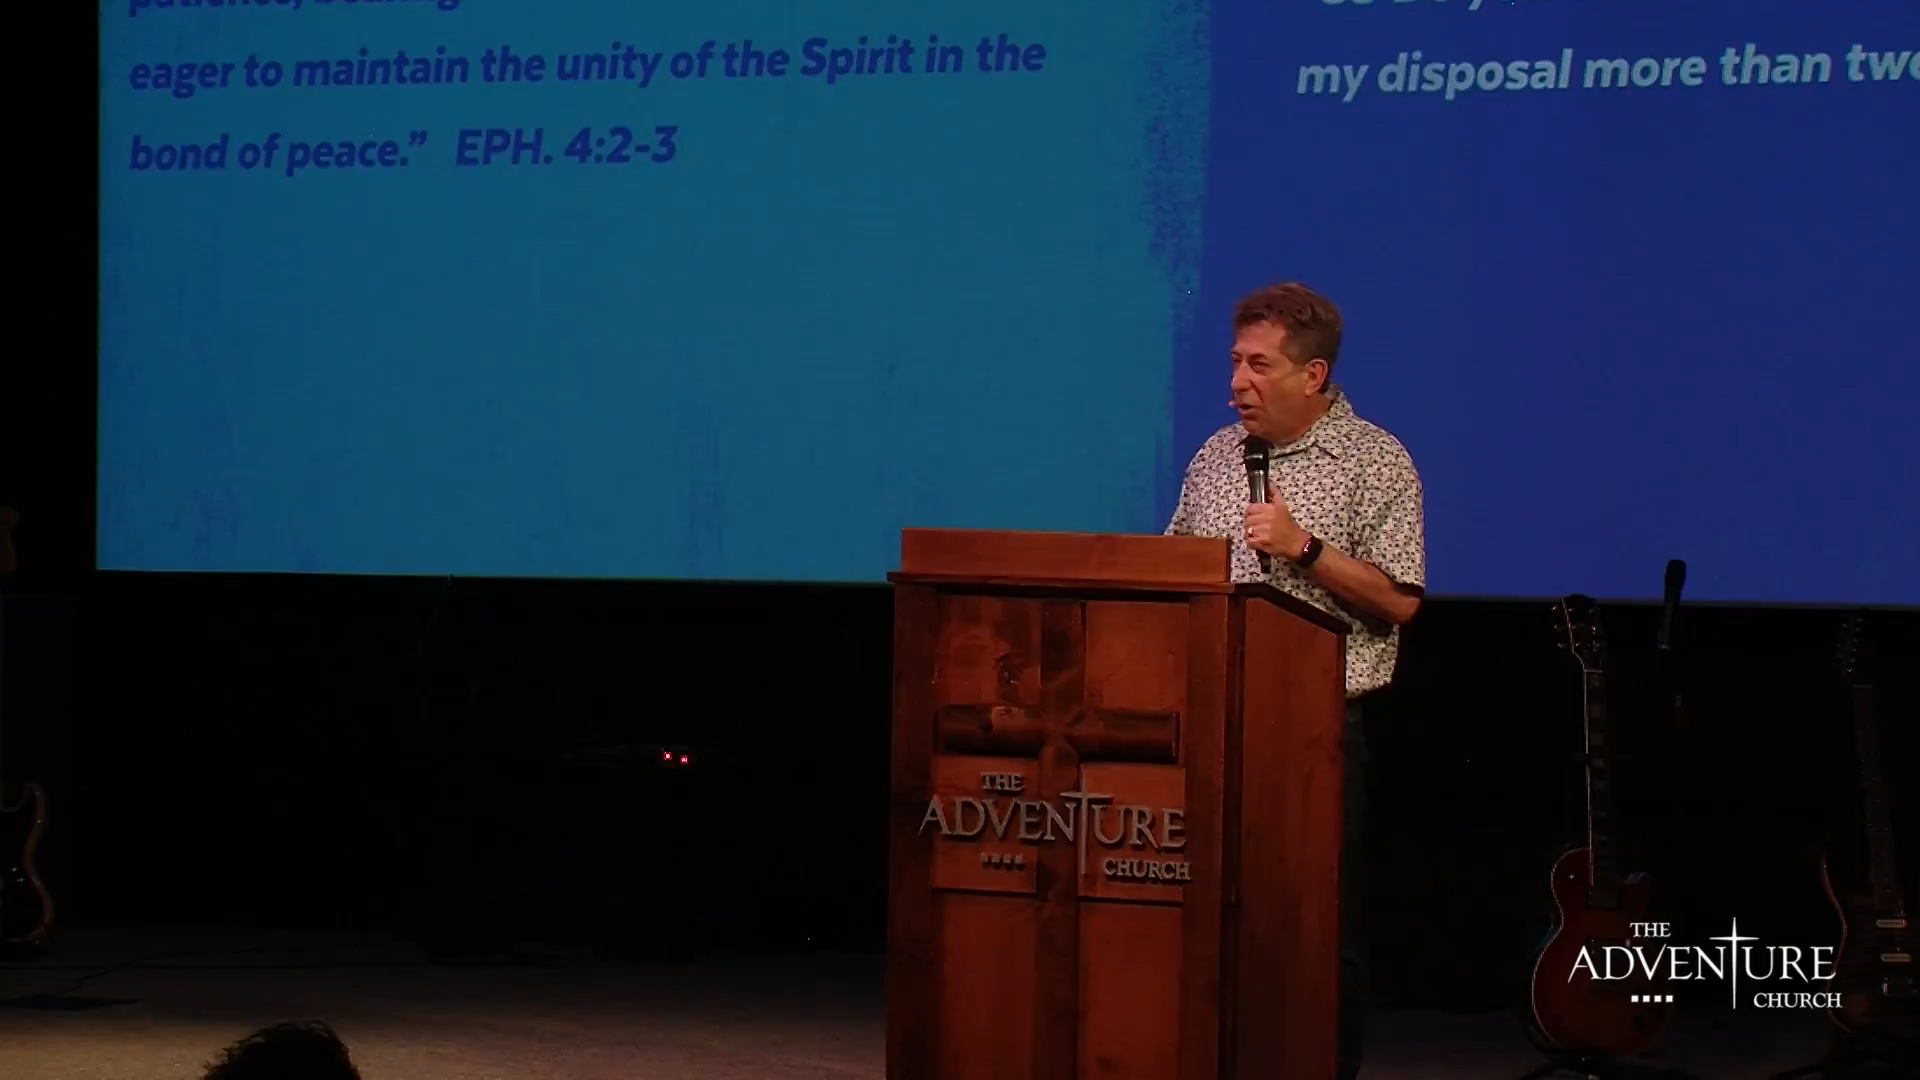 eager to maintain the unity of the Spirit in the
bond of peace.” EPH. 4:2-3
my disposal more than
THE
ADVENTURE
CHURCH
THE
ADVENTURE
CHURCH